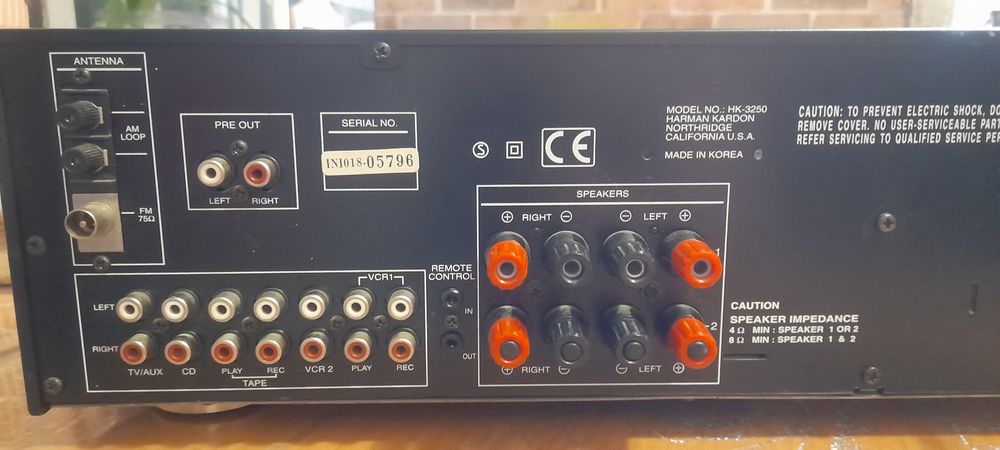 ANTENNA
AM
LOOP
FM
75Ω
PRE OUT
LEFT RIGHT
SERIAL NO.
IN1018-05796
S
CE
MODEL NO.: HK-3250
HARMAN KARDON
NORTHRIDGE
CALIFORNIA U.S.A.
MADE IN KOREA
CAUTION: TO PREVENT ELECTRIC SHOCK, DO
REMOVE COVER. NO USER-SERVICEABLE PART
REFER SERVICING TO QUALIFIED SERVICE PER
SPEAKERS
⊕ RIGHT ⊖ ⊖ LEFT ⊕
1
2
⊕ RIGHT ⊖ ⊖ LEFT ⊕
REMOTE
CONTROL
IN
OUT
VCR1
LEFT
RIGHT
TV/AUX CD PLAY REC VCR 2 PLAY REC
TAPE
CAUTION
SPEAKER IMPEDANCE
4 Ω MIN : SPEAKER 1 OR 2
8 Ω MIN : SPEAKER 1 & 2